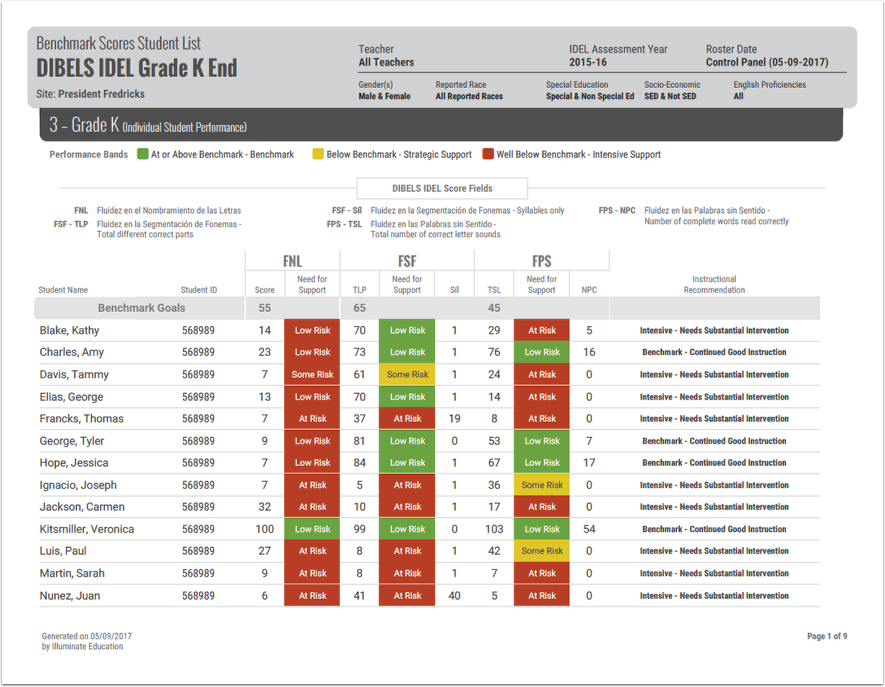 Benchmark Scores Student List
DIBELS IDEL Grade K End
Site: President Fredricks
Teacher IDEL Assessment Year Roster Date
All Teachers 2015-16 Control Panel (05-09-2017)
Gender(s) Reported Race Special Education Socio-Economic English Proficiencies
Male & Female All Reported Races Special & Non Special Ed SED & Not SED All
3 – Grade K (Individual Student Performance)
Performance Bands At or Above Benchmark - Benchmark Below Benchmark - Strategic Support Well Below Benchmark - Intensive Support
DIBELS IDEL Score Fields
FNL Fluidez en el Nombramiento de las Letras
FSF - TLP Fluidez en la Segmentación de Fonemas -
Total different correct parts
FSF - Síl Fluidez en la Segmentación de Fonemas - Syllables only
FPS - TSL Fluidez en las Palabras sin Sentido -
Total number of correct letter sounds
FPS - NPC Fluidez en las Palabras sin Sentido -
Number of complete words read correctly
FNL FSF FPS
Student Name Student ID Score Need for Support TLP Need for Support Síl TSL Need for Support NPC Instructional Recommendation
Benchmark Goals 55 65 45
Blake, Kathy 568989 14 Low Risk 70 Low Risk 1 29 At Risk 5 Intensive - Needs Substantial Intervention
Charles, Amy 568989 23 Low Risk 73 Low Risk 1 76 Low Risk 16 Benchmark - Continued Good Instruction
Davis, Tammy 568989 7 Some Risk 61 Some Risk 1 24 At Risk 0 Intensive - Needs Substantial Intervention
Elias, George 568989 13 Low Risk 70 Low Risk 1 14 At Risk 0 Intensive - Needs Substantial Intervention
Francks, Thomas 568989 7 At Risk 37 At Risk 19 8 At Risk 0 Intensive - Needs Substantial Intervention
George, Tyler 568989 9 Low Risk 81 Low Risk 0 53 Low Risk 7 Benchmark - Continued Good Instruction
Hope, Jessica 568989 7 Low Risk 84 Low Risk 1 67 Low Risk 17 Benchmark - Continued Good Instruction
Ignacio, Joseph 568989 7 At Risk 5 At Risk 1 36 Some Risk 0 Intensive - Needs Substantial Intervention
Jackson, Carmen 568989 32 At Risk 10 At Risk 1 17 At Risk 0 Intensive - Needs Substantial Intervention
Kitsmiller, Veronica 568989 100 Low Risk 99 Low Risk 0 103 Low Risk 54 Benchmark - Continued Good Instruction
Luis, Paul 568989 27 At Risk 8 At Risk 1 42 Some Risk 0 Intensive - Needs Substantial Intervention
Martin, Sarah 568989 9 At Risk 8 At Risk 1 7 At Risk 0 Intensive - Needs Substantial Intervention
Nunez, Juan 568989 6 At Risk 41 At Risk 40 5 At Risk 0 Intensive - Needs Substantial Intervention
Generated on 05/09/2017 Page 1 of 9
by Illuminate Education